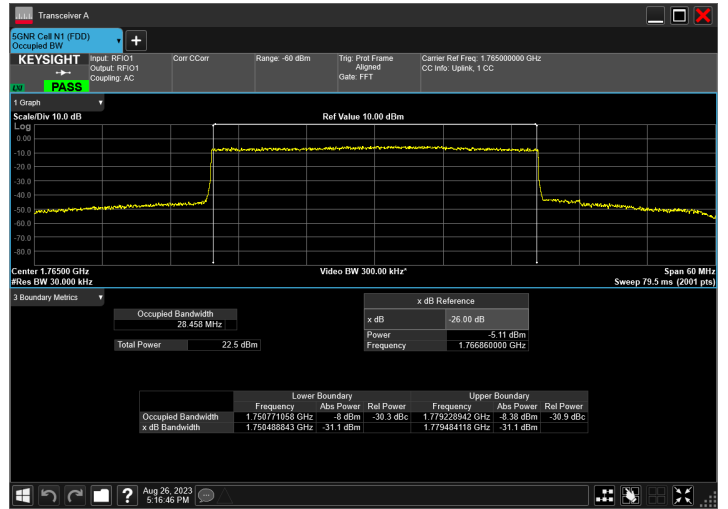 Transceiver A
5GNR Cell N1 (FDD)
Occupied BW
KEYSIGHT
Input: RFIO1
Output: RFIO1
Coupling: AC
Corr CCorr
Range: -60 dBm
Trig: Prot Frame
Aligned
Gate: FFT
Carrier Ref Freq: 1.765000000 GHz
CC Info: Uplink, 1 CC
LXI
PASS
1 Graph
Scale/Div 10.0 dB
Ref Value 10.00 dBm
Log
0.00
-10.0
-20.0
-30.0
-40.0
-50.0
-60.0
-70.0
-80.0
Center 1.76500 GHz
Video BW 300.00 kHz*
Span 60 MHz
#Res BW 30.000 kHz
Sweep 79.5 ms (2001 pts)
3 Boundary Metrics
Occupied Bandwidth
28.458 MHz
Total Power 22.5 dBm
x dB Reference
x dB -26.00 dB
Power -5.11 dBm
Frequency 1.766860000 GHz
Lower Boundary Upper Boundary
Frequency Abs Power Rel Power Frequency Abs Power Rel Power
Occupied Bandwidth 1.750771058 GHz -8 dBm -30.3 dBc 1.779228942 GHz -8.38 dBm -30.9 dBc
x dB Bandwidth 1.750488843 GHz -31.1 dBm 1.779484118 GHz -31.1 dBm
Aug 26, 2023
5:16:46 PM